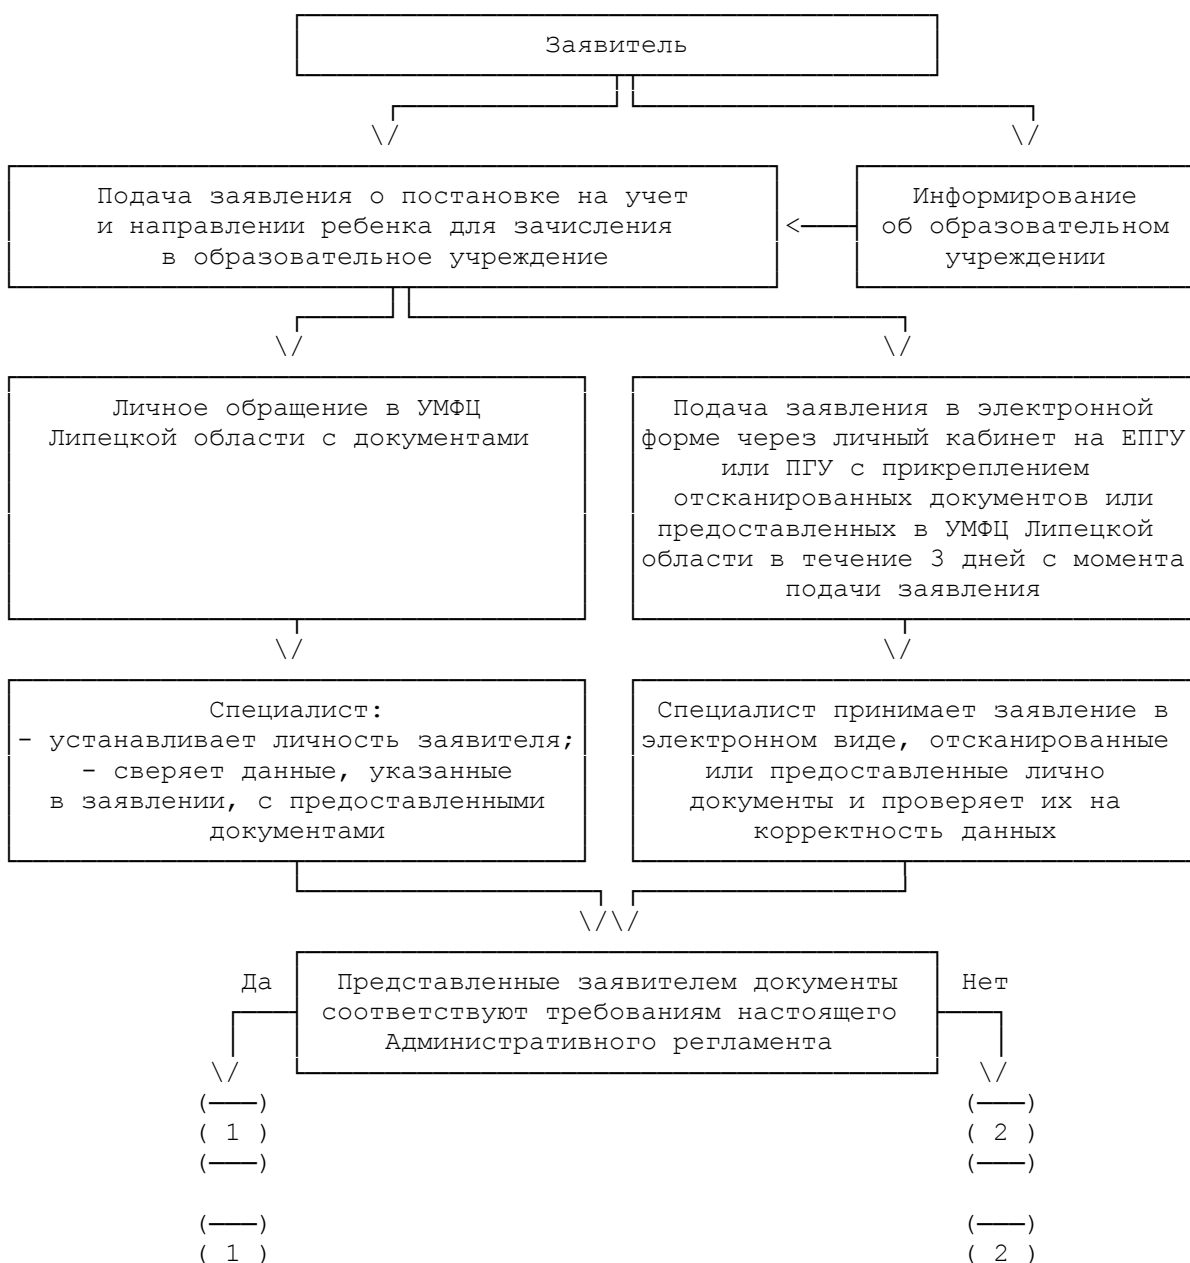 Заявитель
Подача заявления о постановке на учет
и направлении ребенка для зачисления
в образовательное учреждение
<
Информирование
об образовательном
учреждении
Личное обращение в УМФЦ
Липецкой области с документами
Подача заявления в электронной
форме через личный кабинет на ЕПГУ
или ПГУ с прикреплением
отсканированных документов или
предоставленных в УМФЦ Липецкой
области в течение 3 дней с момента
подачи заявления
Специалист:
- устанавливает личность заявителя;
- сверяет данные, указанные
в заявлении, с предоставленными
документами
Специалист принимает заявление в
электронном виде, отсканированные
или предоставленные лично
документы и проверяет их на
корректность данных
Да
Представленные заявителем документы
соответствуют требованиям настоящего
Административного регламента
Нет
( 1 )
( 2 )
( 1 )
( 2 )